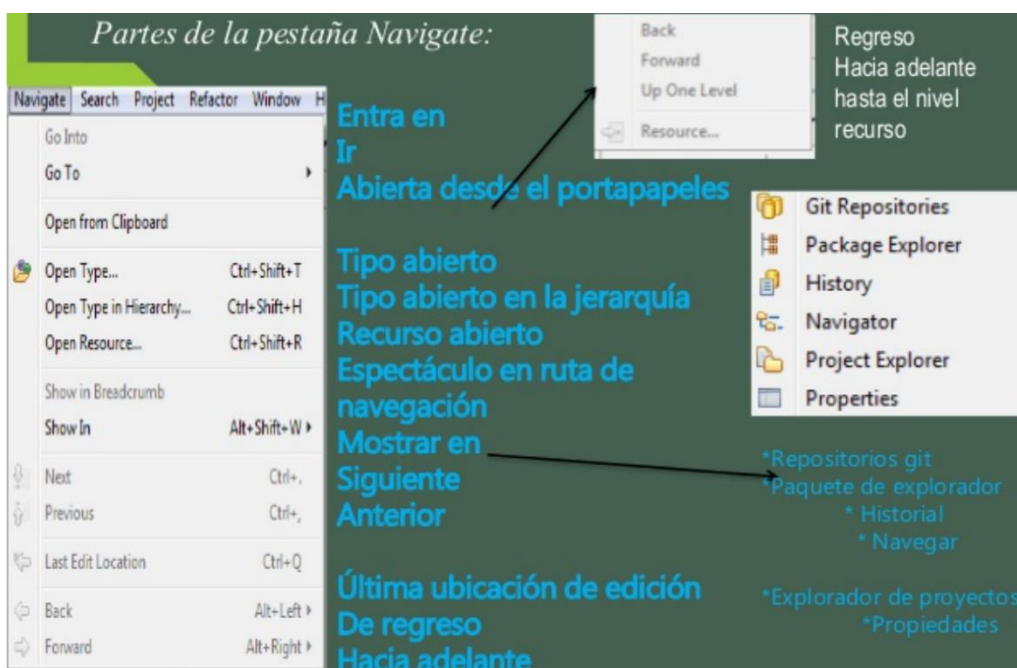 Partes de la pestaña Navigate:
Navigate Search Project Refactor Window H
Go Into
Go To
Open from Clipboard
Open Type... Ctrl+Shift+T
Open Type in Hierarchy... Ctrl+Shift+H
Open Resource... Ctrl+Shift+R
Show in Breadcrumb
Show In Alt+Shift+W
Next Ctrl+.
Previous Ctrl+,
Last Edit Location Ctrl+Q
Back Alt+Left
Forward Alt+Right
Entra en
Ir
Abierta desde el portapapeles
Tipo abierto
Tipo abierto en la jerarquía
Recurso abierto
Espectáculo en ruta de
navegación
Mostrar en
Siguiente
Anterior
Última ubicación de edición
De regreso
Hacia adelante
Back
Forward
Up One Level
Resource...
Regreso
Hacia adelante
hasta el nivel
recurso
Git Repositories
Package Explorer
History
Navigator
Project Explorer
Properties
*Repositorios git
*Paquete de explorador
* Historial
* Navegar
*Explorador de proyectos
*Propiedades